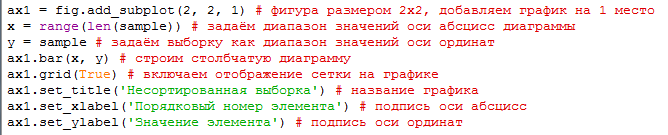 ax1 = fig.add_subplot(2, 2, 1) # фигура размером 2x2, добавляем график на 1 место
x = range(len(sample)) # задаём диапазон значений оси абсцисс диаграммы
y = sample # задаём выборку как диапазон значений оси ординат
ax1.bar(x, y) # строим столбчатую диаграмму
ax1.grid(True) # включаем отображение сетки на графике
ax1.set_title('Несортированная выборка') # название графика
ax1.set_xlabel('Порядковый номер элемента') # подпись оси абсцисс
ax1.set_ylabel('Значение элемента') # подпись оси ординат